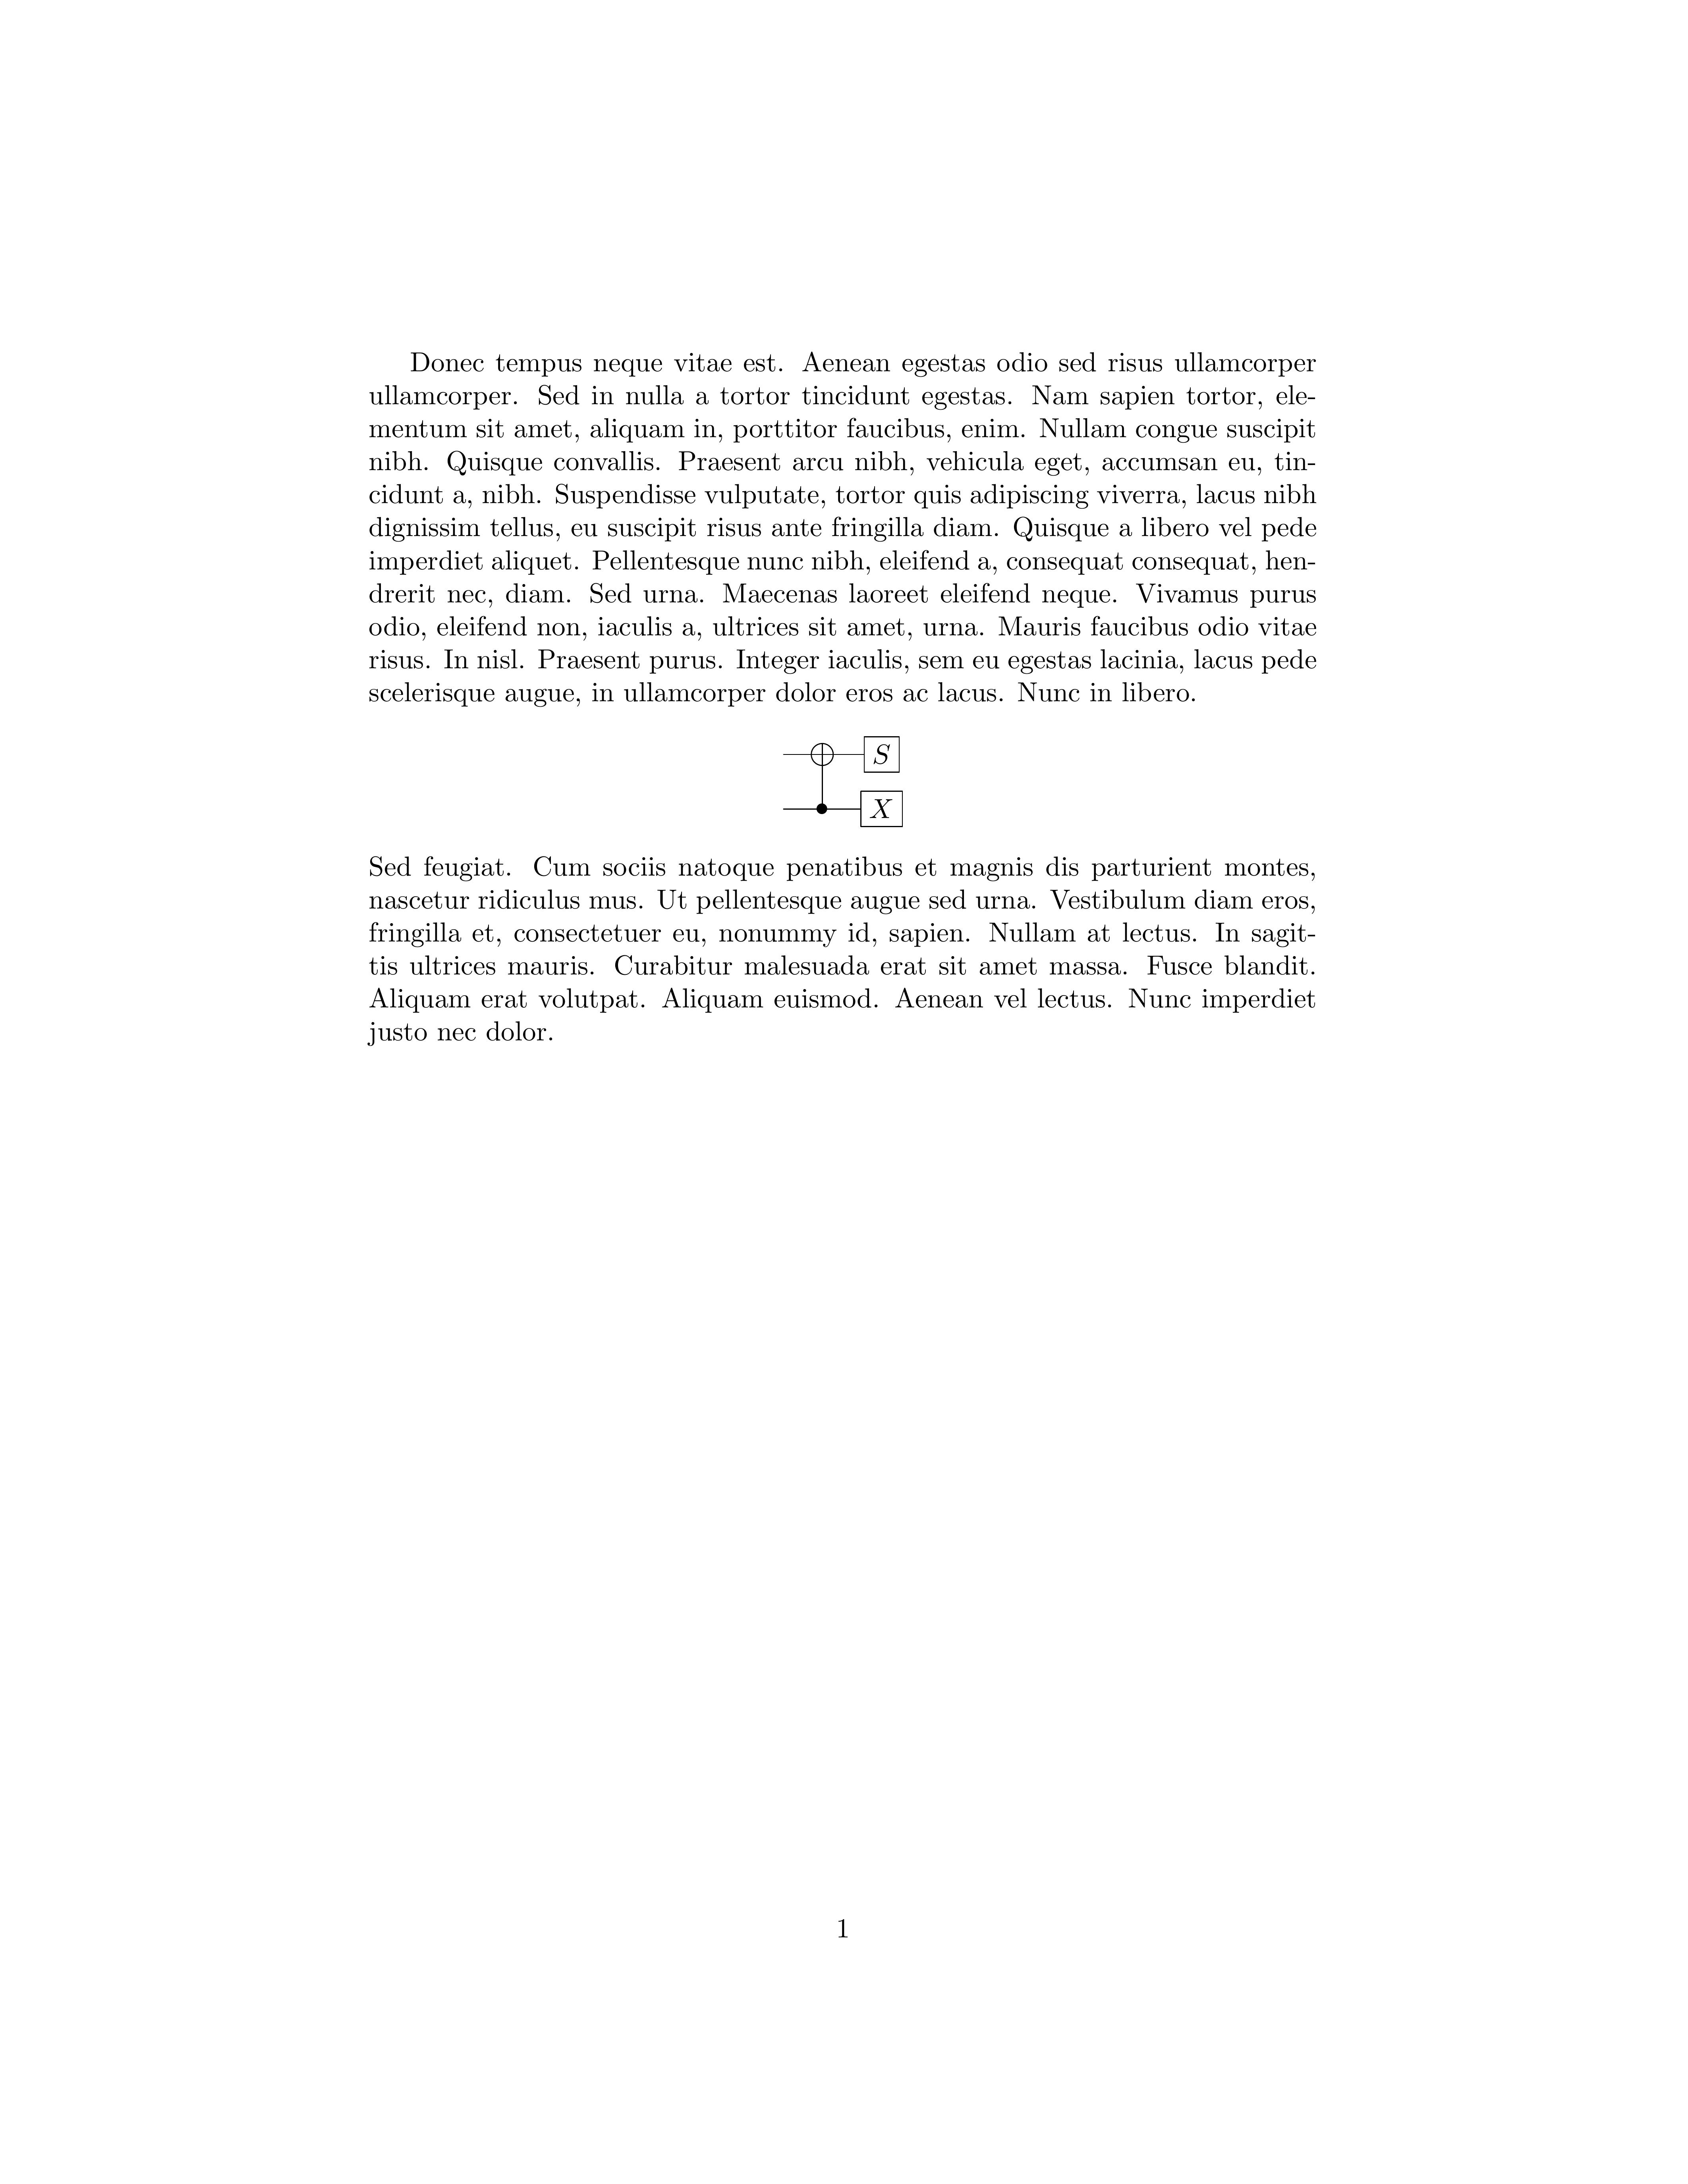 Donec tempus neque vitae est. Aenean egestas odio sed risus ullamcorper
ullamcorper. Sed in nulla a tortor tincidunt egestas. Nam sapien tortor, ele-
mentum sit amet, aliquam in, porttitor faucibus, enim. Nullam congue suscipit
nibh. Quisque convallis. Praesent arcu nibh, vehicula eget, accumsan eu, tin-
cidunt a, nibh. Suspendisse vulputate, tortor quis adipiscing viverra, lacus nibh
dignissim tellus, eu suscipit risus ante fringilla diam. Quisque a libero vel pede
imperdiet aliquet. Pellentesque nunc nibh, eleifend a, consequat consequat, hen-
drerit nec, diam. Sed urna. Maecenas laoreet eleifend neque. Vivamus purus
odio, eleifend non, iaculis a, ultrices sit amet, urna. Mauris faucibus odio vitae
risus. In nisl. Praesent purus. Integer iaculis, sem eu egestas lacinia, lacus pede
scelerisque augue, in ullamcorper dolor eros ac lacus. Nunc in libero.
S
X
Sed feugiat. Cum sociis natoque penatibus et magnis dis parturient montes,
nascetur ridiculus mus. Ut pellentesque augue sed urna. Vestibulum diam eros,
fringilla et, consectetuer eu, nonummy id, sapien. Nullam at lectus. In sagit-
tis ultrices mauris. Curabitur malesuada erat sit amet massa. Fusce blandit.
Aliquam erat volutpat. Aliquam euismod. Aenean vel lectus. Nunc imperdiet
justo nec dolor.
1